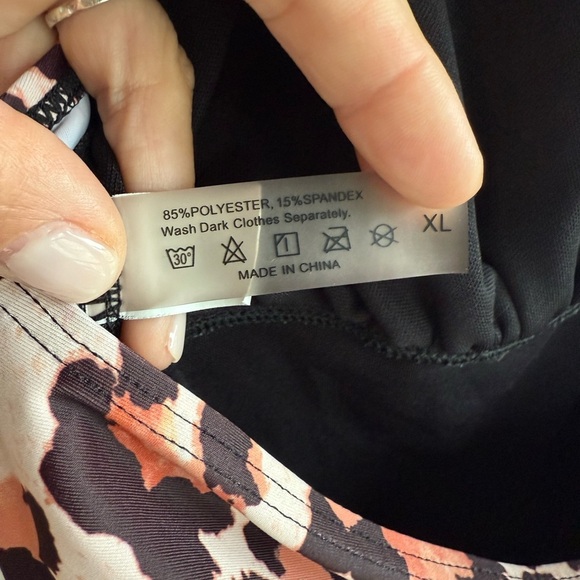 85%POLYESTER, 15%SPANDEX
Wash Dark Clothes Separately.
30°
XL
MADE IN CHINA